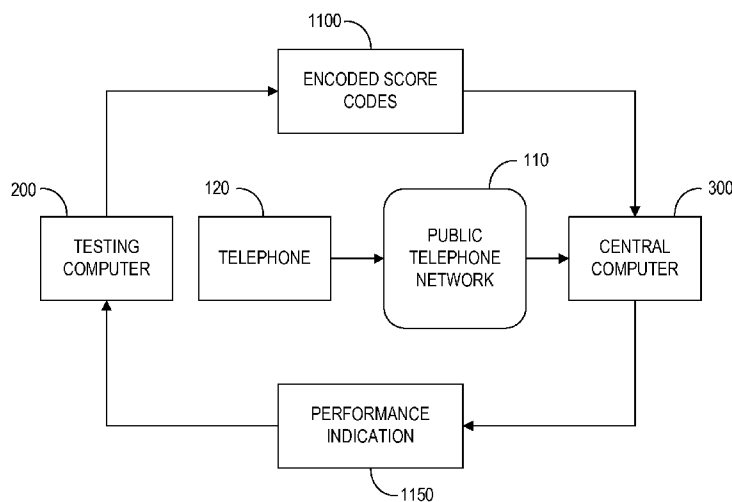 1100
ENCODED SCORE
CODES
200
TESTING
COMPUTER
120
TELEPHONE
110
PUBLIC
TELEPHONE
NETWORK
300
CENTRAL
COMPUTER
PERFORMANCE
INDICATION
1150